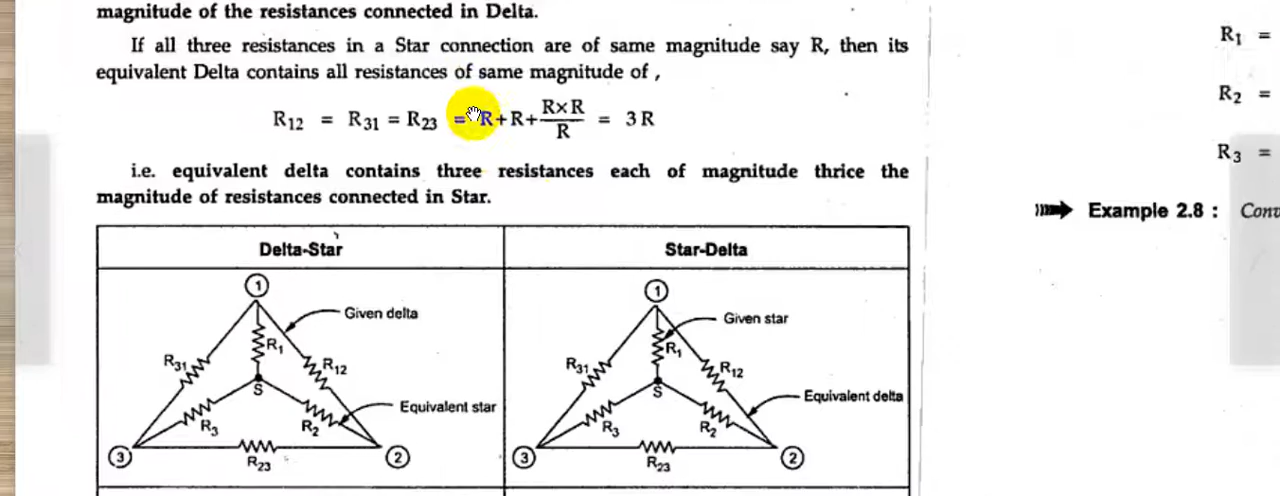 magnitude of the resistances connected in Delta.
If all three resistances in a Star connection are of same magnitude say R, then its
equivalent Delta contains all resistances of same magnitude of ,
R12 = R31 = R23 = R+R+ R×R/R = 3 R
i.e. equivalent delta contains three resistances each of magnitude thrice the
magnitude of resistances connected in Star.
Delta-Star
Star-Delta
1
Given delta
R31
R1
R12
S
Equivalent star
R3
R2
3
R23
2
1
Given star
R31
R1
R12
S
Equivalent delta
R3
R2
3
R23
2
R1 =
R2 =
R3 =
Example 2.8 :